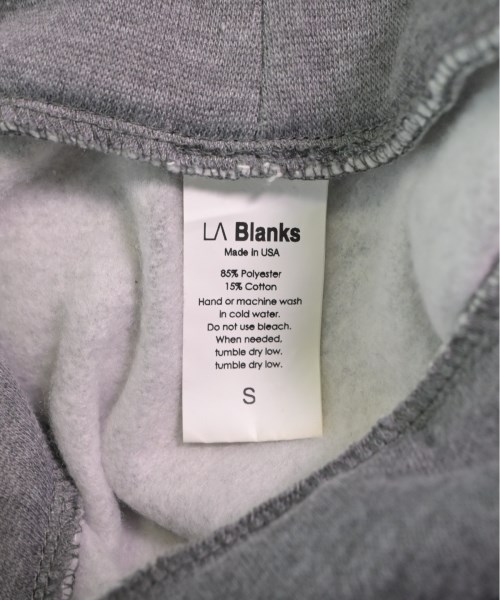 LA Blanks
Made in USA
85% Polyester
15% Cotton
Hand or machine wash
in cold water.
Do not use bleach.
When needed,
tumble dry low.
tumble dry low.
S